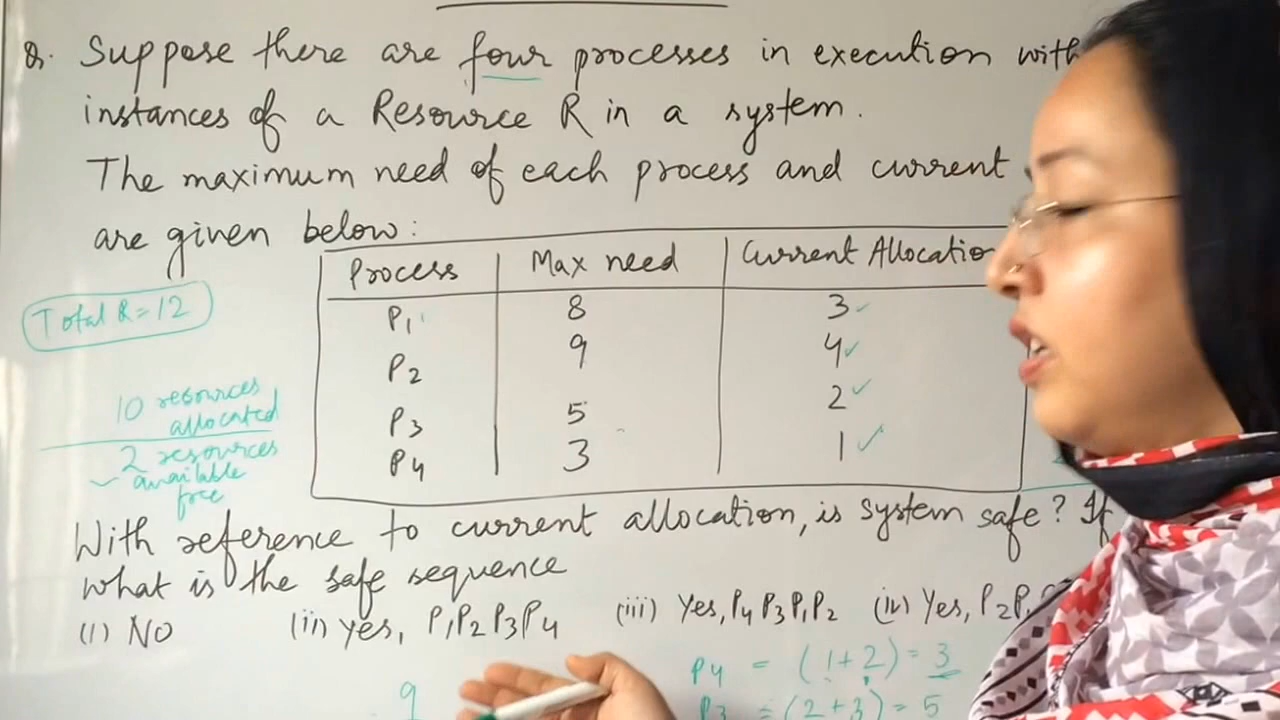 Q. Suppose there are four processes in execution with
instances of a Resource R in a system.
The maximum need of each process and current
are given below:
Process Max need Current Allocation
P1 8 3 ✓
P2 9 4 ✓
P3 5 2 ✓
P4 3 1 ✓
Total R = 12
10 resources
allocated
2 resources
available
free
With reference to current allocation, is system safe? If
what is the safe sequence
(i) NO (ii) yes, P1P2P3P4 (iii) Yes, P4P3P1P2 (iv) Yes, P2P1
P4 = (1+2) = 3
P3 = (2+3) = 5
9